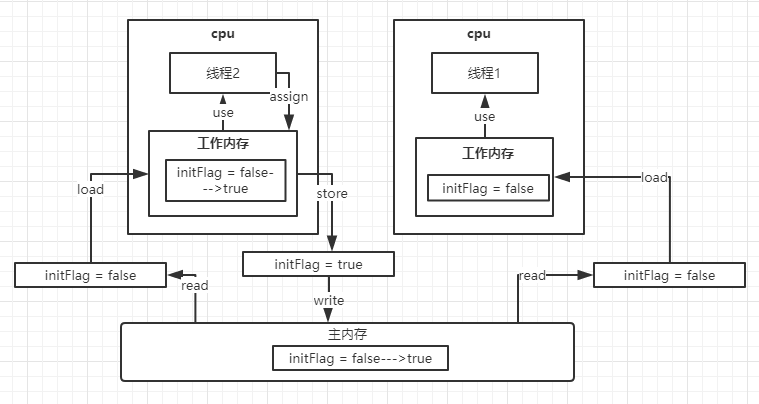 cpu
cpu
线程2
线程1
assign
use
use
工作内存
工作内存
initFlag = false-
-->true
initFlag = false
load
store
load
initFlag = false
initFlag = true
initFlag = false
read
read
write
主内存
initFlag = false--->true